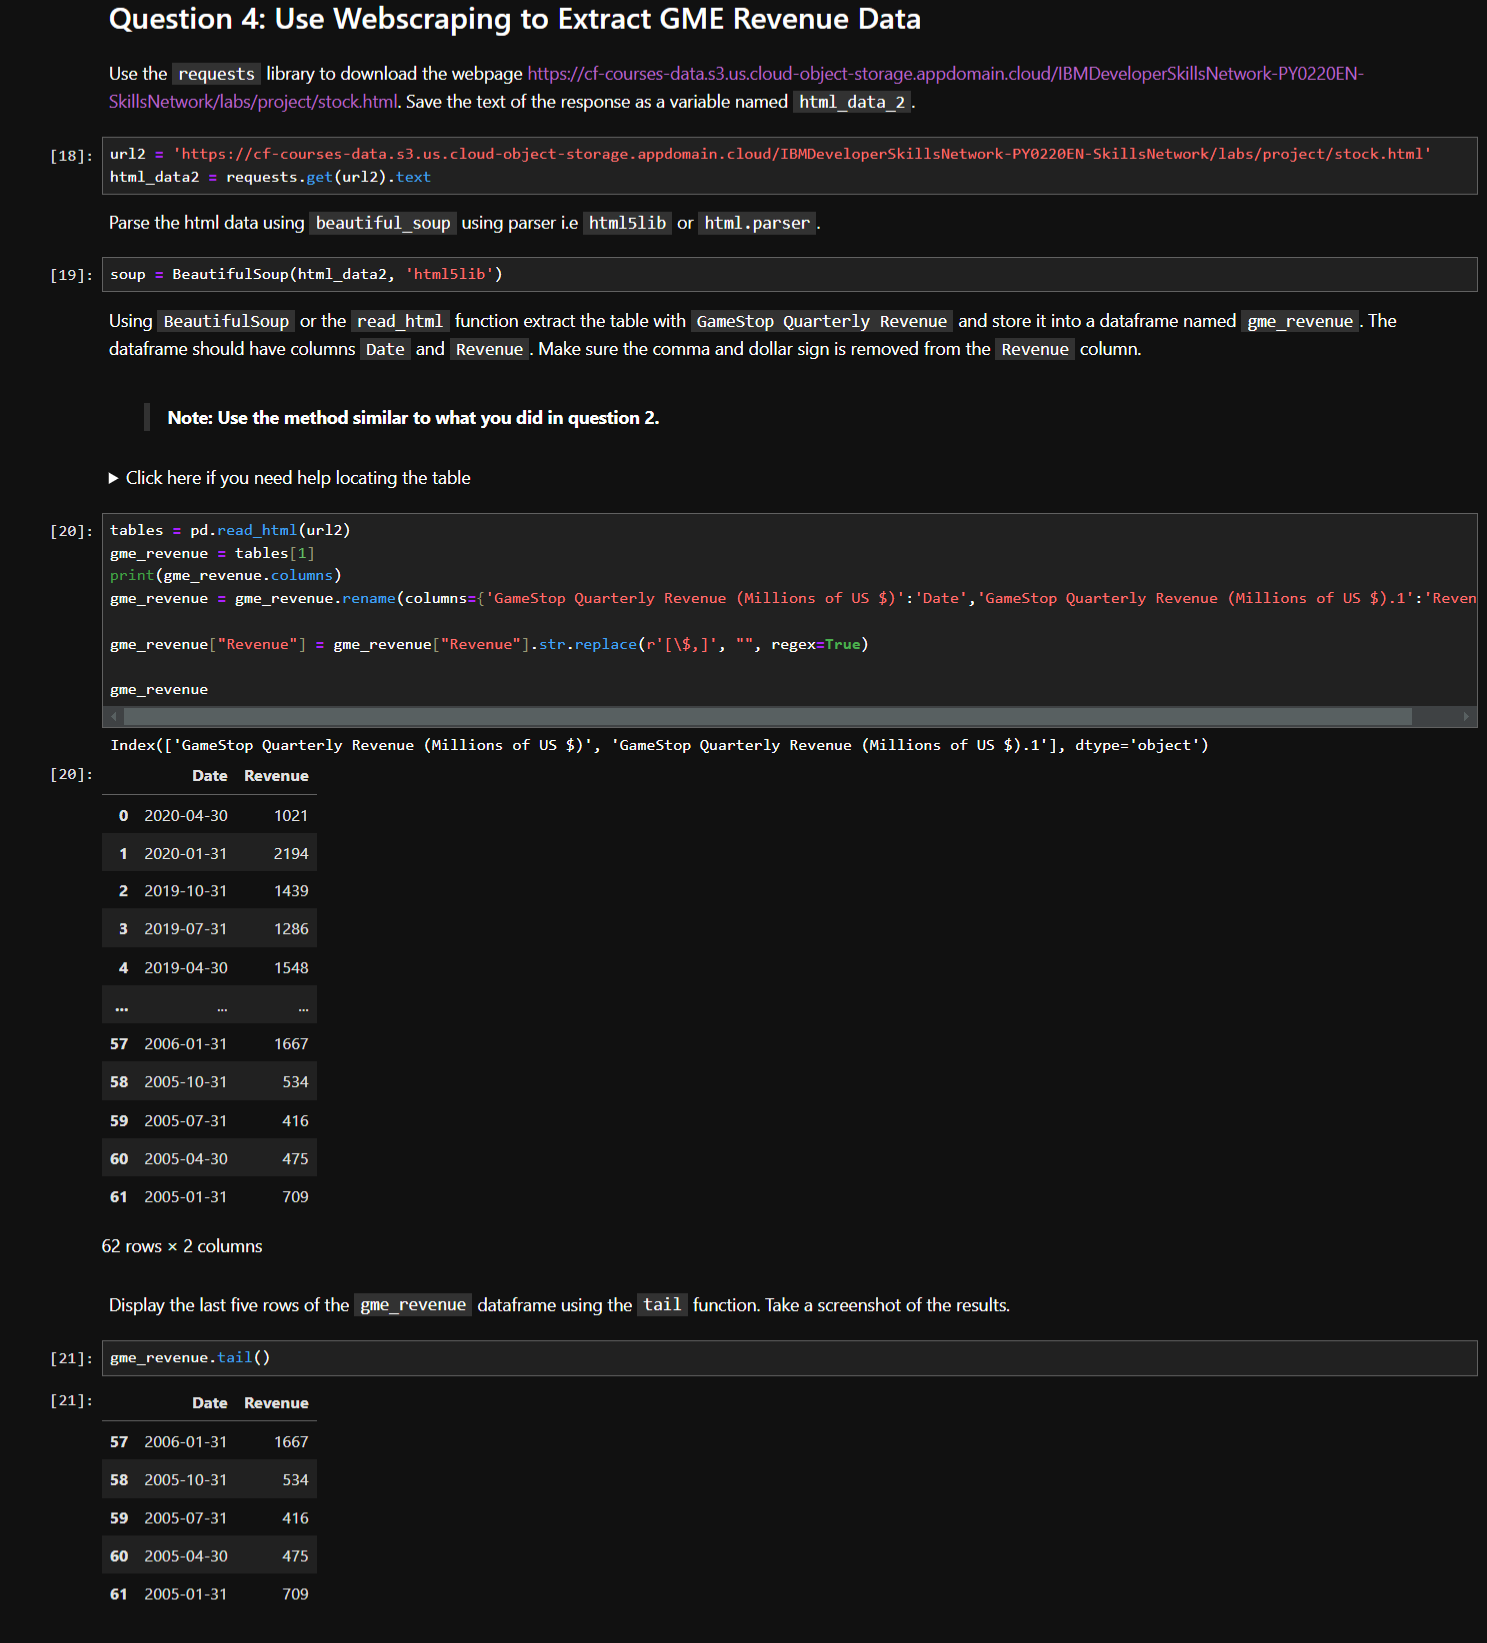 Question 4: Use Webscraping to Extract GME Revenue Data
Use the requests library to download the webpage https://cf-courses-data.s3.us.cloud-object-storage.appdomain.cloud/IBMDeveloperSkillsNetwork-PY0220EN-
SkillsNetwork/labs/project/stock.html. Save the text of the response as a variable named html_data_2.
[18]: url2 = 'https://cf-courses-data.s3.us.cloud-object-storage.appdomain.cloud/IBMDeveloperSkillsNetwork-PY0220EN-SkillsNetwork/labs/project/stock.html'
html_data2 = requests.get(url2).text
Parse the html data using beautiful_soup using parser i.e html5lib or html.parser.
[19]: soup = BeautifulSoup(html_data2, 'html5lib')
Using BeautifulSoup or the read_html function extract the table with GameStop Quarterly Revenue and store it into a dataframe named gme_revenue. The
dataframe should have columns Date and Revenue. Make sure the comma and dollar sign is removed from the Revenue column.
Note: Use the method similar to what you did in question 2.
Click here if you need help locating the table
[20]: tables = pd.read_html(url2)
gme_revenue = tables[1]
print(gme_revenue.columns)
gme_revenue = gme_revenue.rename(columns={'GameStop Quarterly Revenue (Millions of US $)':'Date','GameStop Quarterly Revenue (Millions of US $).1':'Reven
gme_revenue["Revenue"] = gme_revenue["Revenue"].str.replace(r'[\$,]', "", regex=True)
gme_revenue
Index(['GameStop Quarterly Revenue (Millions of US $)', 'GameStop Quarterly Revenue (Millions of US $).1'], dtype='object')
[20]: Date Revenue
0 2020-04-30 1021
1 2020-01-31 2194
2 2019-10-31 1439
3 2019-07-31 1286
4 2019-04-30 1548
... ... ...
57 2006-01-31 1667
58 2005-10-31 534
59 2005-07-31 416
60 2005-04-30 475
61 2005-01-31 709
62 rows × 2 columns
Display the last five rows of the gme_revenue dataframe using the tail function. Take a screenshot of the results.
[21]: gme_revenue.tail()
[21]: Date Revenue
57 2006-01-31 1667
58 2005-10-31 534
59 2005-07-31 416
60 2005-04-30 475
61 2005-01-31 709